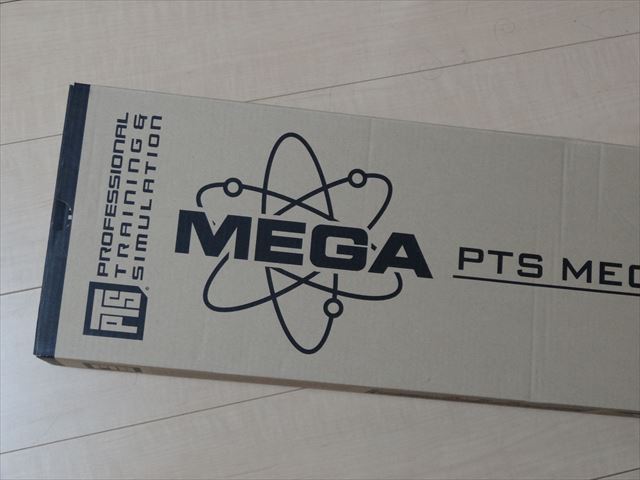 PROFESSIONAL
TRAINING &
SIMULATION
PTS
MEGA
PTS MEG